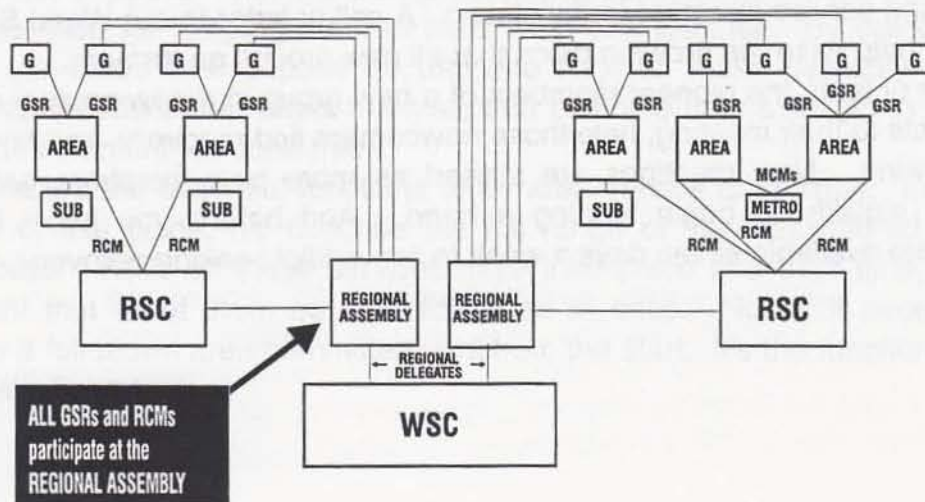 G G G G G G G G G
GSR GSR GSR GSR GSR GSR GSR GSR GSR GSR
AREA AREA AREA AREA AREA
MCMs
SUB SUB SUB METRO
RCM RCM RCM RCM RCM
RSC REGIONAL ASSEMBLY REGIONAL ASSEMBLY RSC
REGIONAL
DELEGATES
WSC
ALL GSRs and RCMs
participate at the
REGIONAL ASSEMBLY